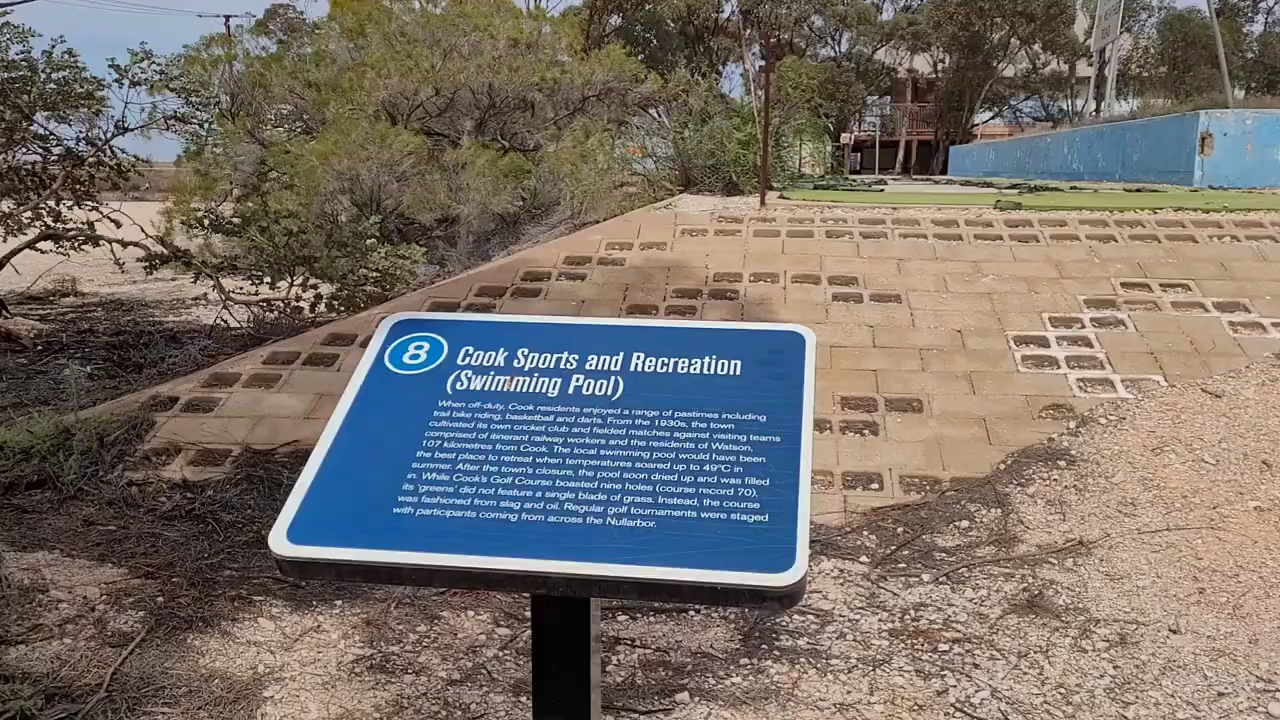 8
Cook Sports and Recreation
(Swimming Pool)
When off-duty, Cook residents enjoyed a range of pastimes including
trail bike riding, basketball and darts. From the 1930s, the town
cultivated its own cricket club and fielded matches against visiting teams
comprised of itinerant railway workers and the residents of Watson,
107 kilometres from Cook. The local swimming pool would have been
the best place to retreat when temperatures soared up to 49ºC in
summer. After the town's closure, the pool soon dried up and was filled
in. While Cook's Golf Course boasted nine holes (course record 70),
its 'greens' did not feature a single blade of grass. Instead, the course
was fashioned from slag and oil. Regular golf tournaments were staged
with participants coming from across the Nullarbor.